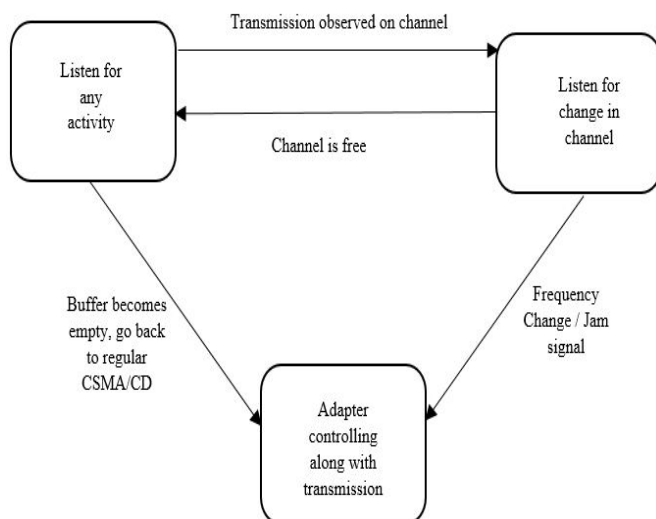 Transmission observed on channel
Listen for
any
activity
Listen for
change in
channel
Channel is free
Buffer becomes
empty, go back
to regular
CSMA/CD
Frequency
Change / Jam
signal
Adapter
controlling
along with
transmission